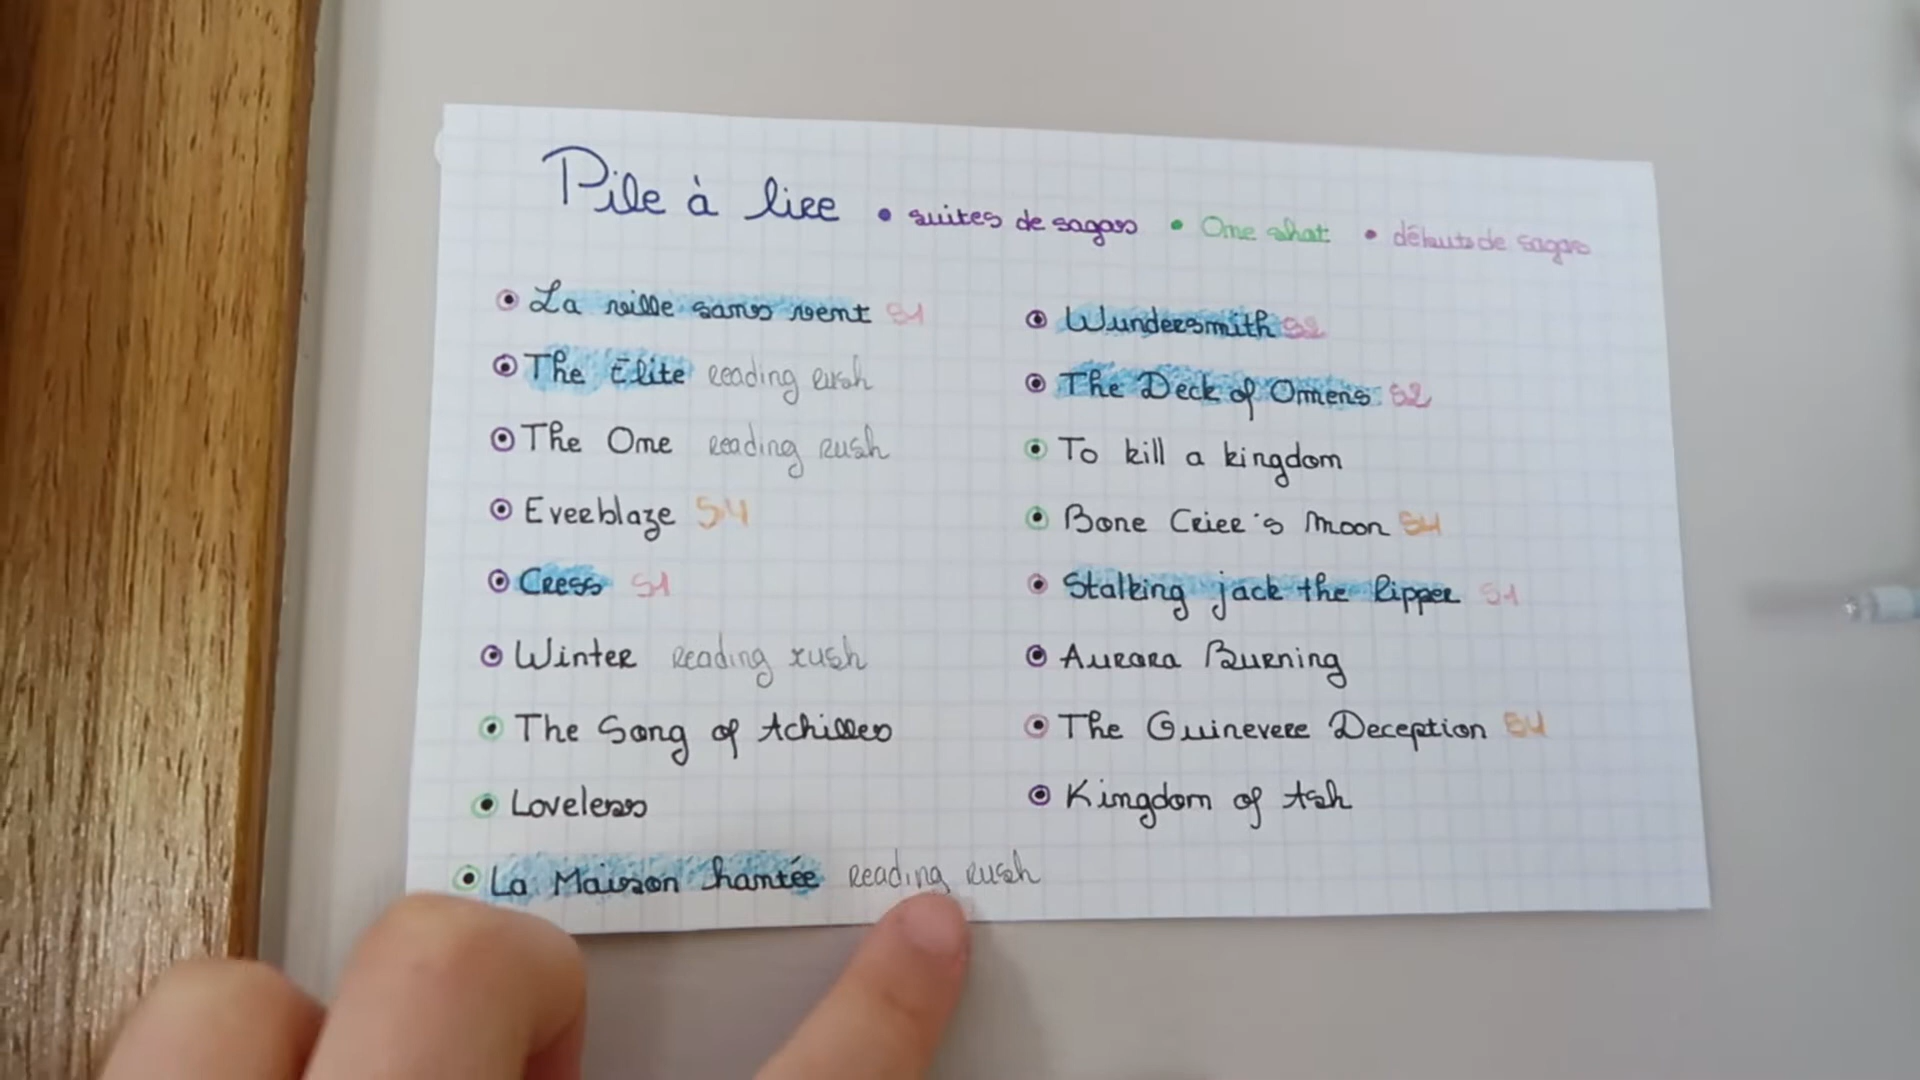 Pile à lire • suites de sagas • One shot • débuts de sagas
La ville sans vent S1
The Elite reading rush
The One reading rush
Everblaze S4
Cress S1
Winter reading rush
The Song of Achilles
Loveless
La Maison hantée reading rush
Wundersmith S2
The Deck of Omens S2
To kill a kingdom
Bone Crier's Moon S4
Stalking jack the Ripper S1
Aurora Burning
The Guinevere Deception S4
Kingdom of Ash